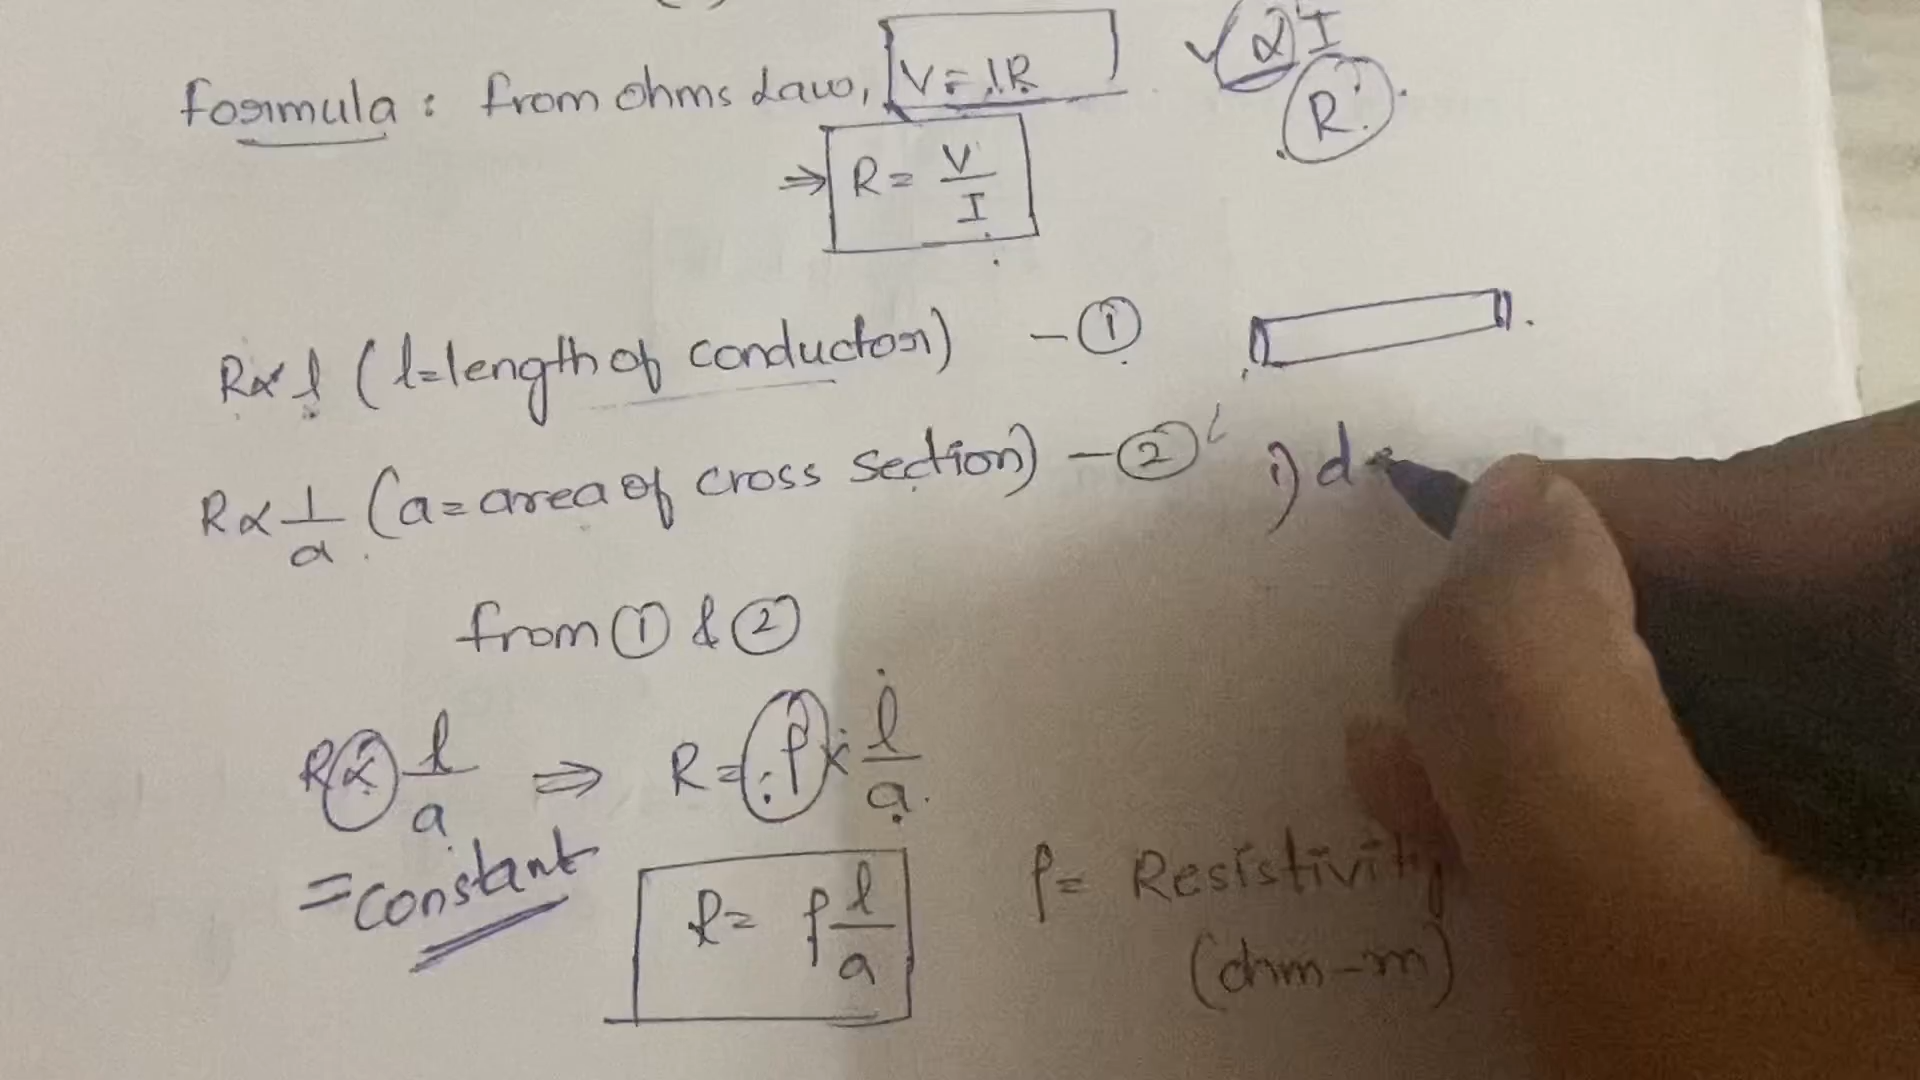 formula : from ohms Law, V = IR
α I
R
⇒ R = V/I
R α l (l = length of conductor) - ①
R α 1/a (a = area of cross section) - ② i) d
from ① & ②
R α l/a ⇒ R = ρ × l/a
= constant
R = ρ l/a
ρ = Resistivity
(ohm-m)